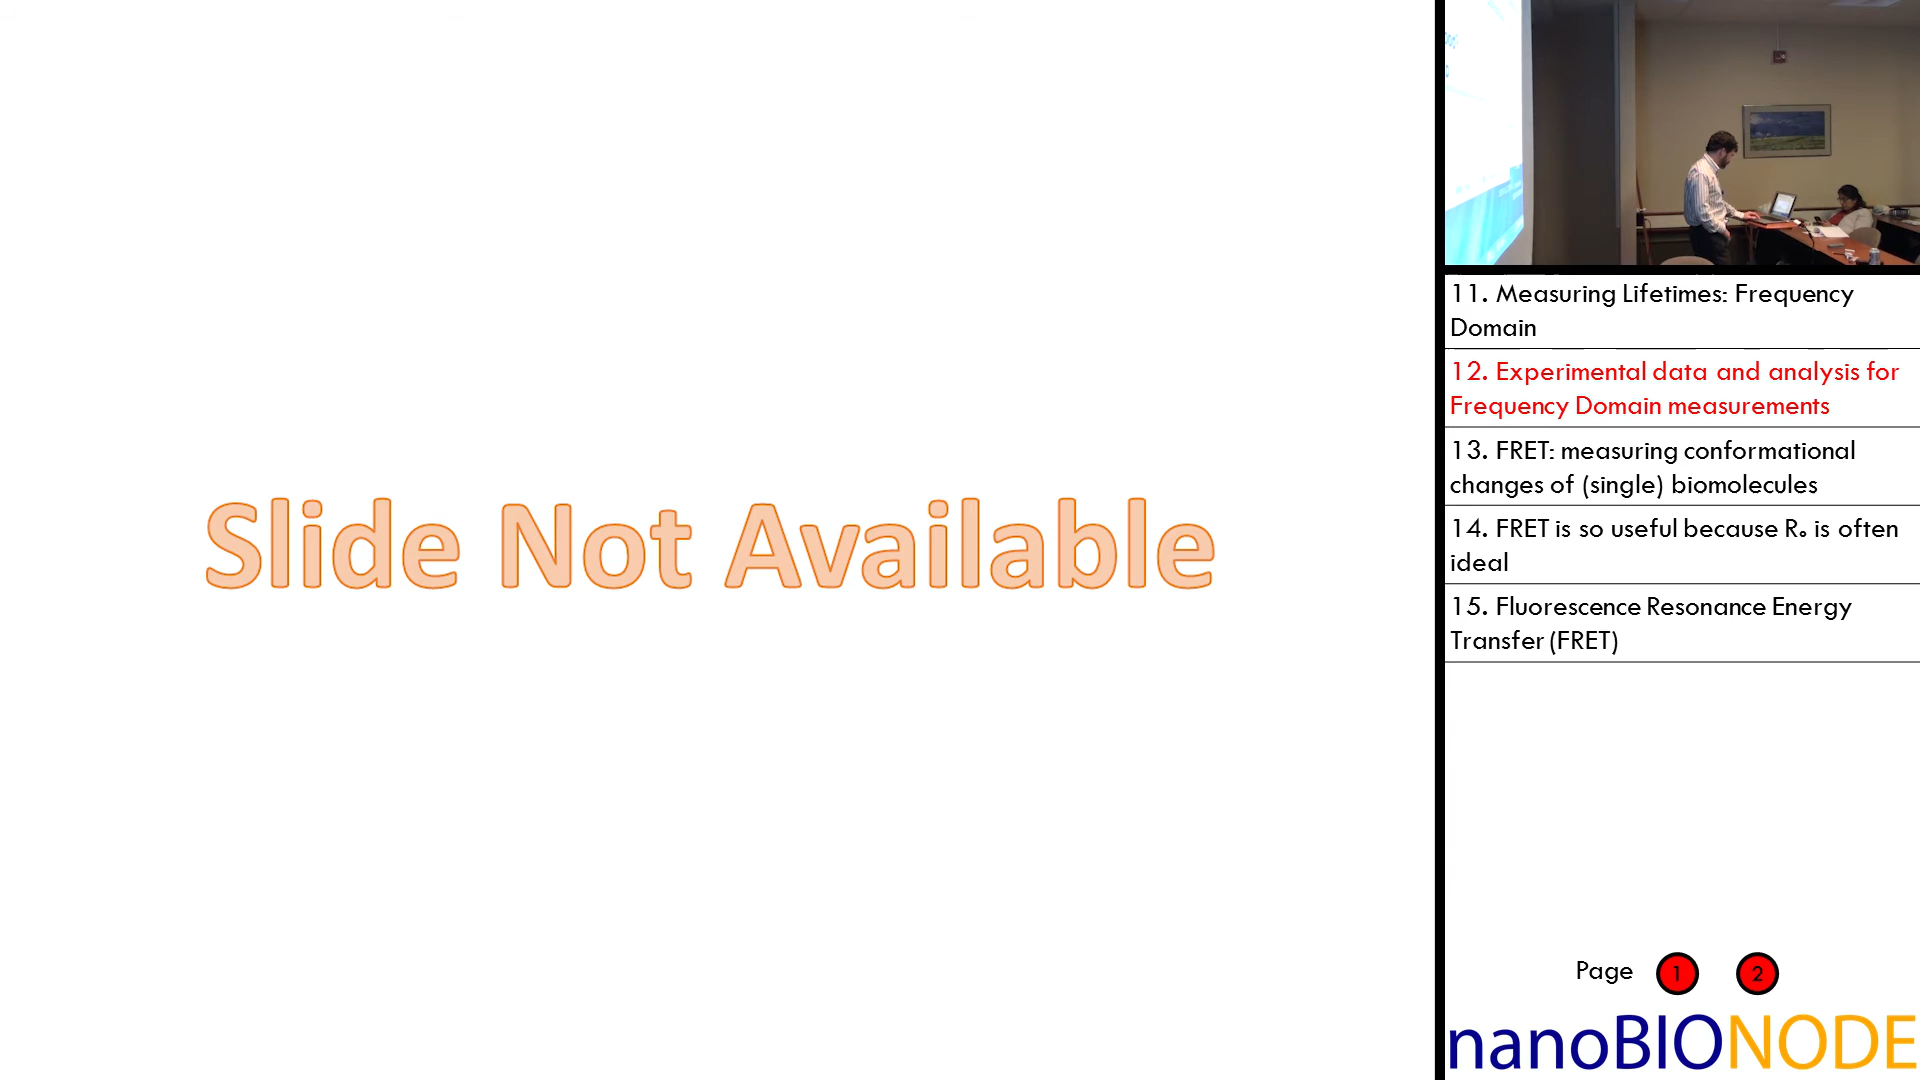 Slide Not Available
11. Measuring Lifetimes: Frequency
Domain
12. Experimental data and analysis for
Frequency Domain measurements
13. FRET: measuring conformational
changes of (single) biomolecules
14. FRET is so useful because R₀ is often
ideal
15. Fluorescence Resonance Energy
Transfer (FRET)
Page 1 2
nanoBIONODE